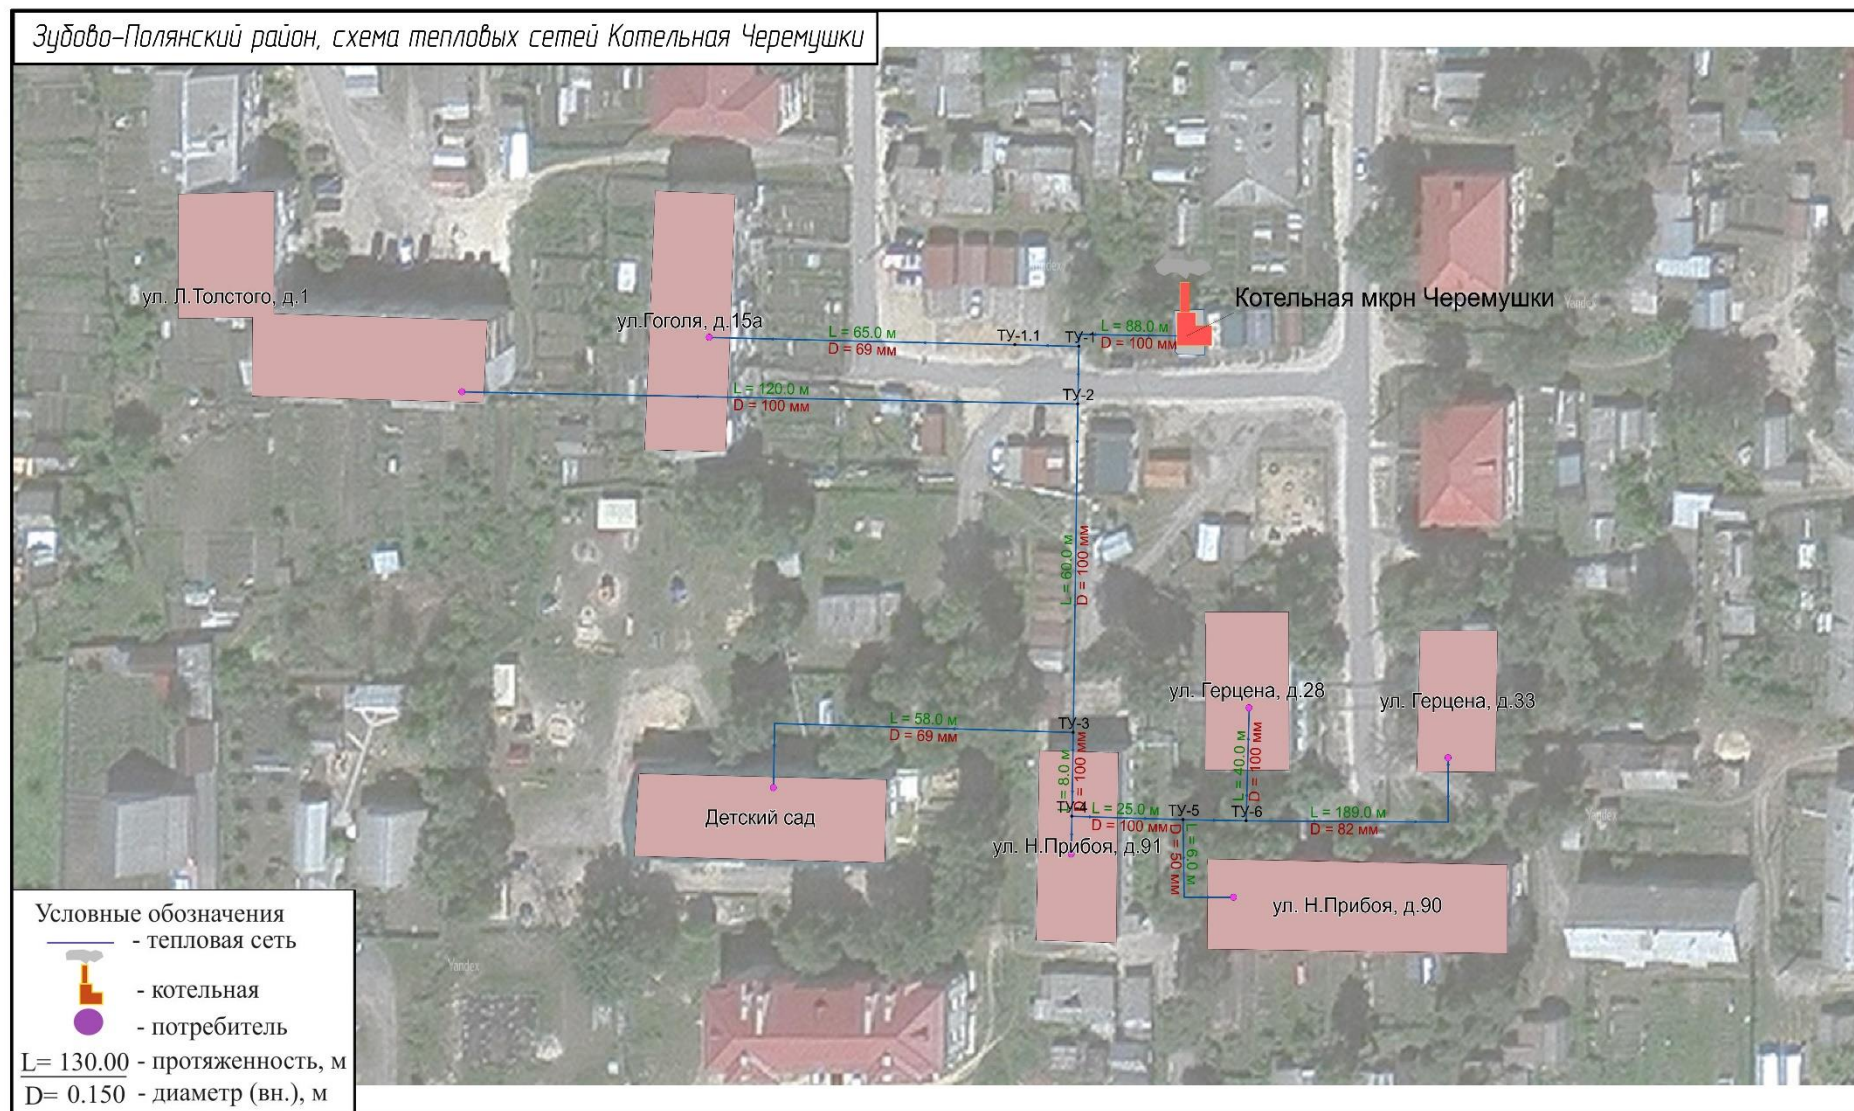 Зубово-Полянский район, схема тепловых сетей Котельная Черемушки
Yandex
Котельная мкрн Черемушки
Yandex
ул. Л.Толстого, д.1
ул.Гоголя, д.15а
L = 65.0 м
D = 69 мм
ТУ-1.1
ТУ-1
L = 88.0 м
D = 100 мм
L = 120.0 м
D = 100 мм
ТУ-2
L = 60.0 м
D = 100 мм
ул. Герцена, д.28
ул. Герцена, д.33
L = 58.0 м
D = 69 мм
ТУ-3
L = 8.0 м
D = 100 мм
L = 40.0 м
D = 100 мм
ТУ-4
L = 25.0 м
D = 100 мм
ТУ-5
ТУ-6
L = 189.0 м
D = 82 мм
Yandex
Детский сад
ул. Н.Прибоя, д.91
D = 50 мм
L = 6.0 м
ул. Н.Прибоя, д.90
Yandex
Условные обозначения
- тепловая сеть
- котельная
- потребитель
L= 130.00 - протяженность, м
D= 0.150 - диаметр (вн.), м